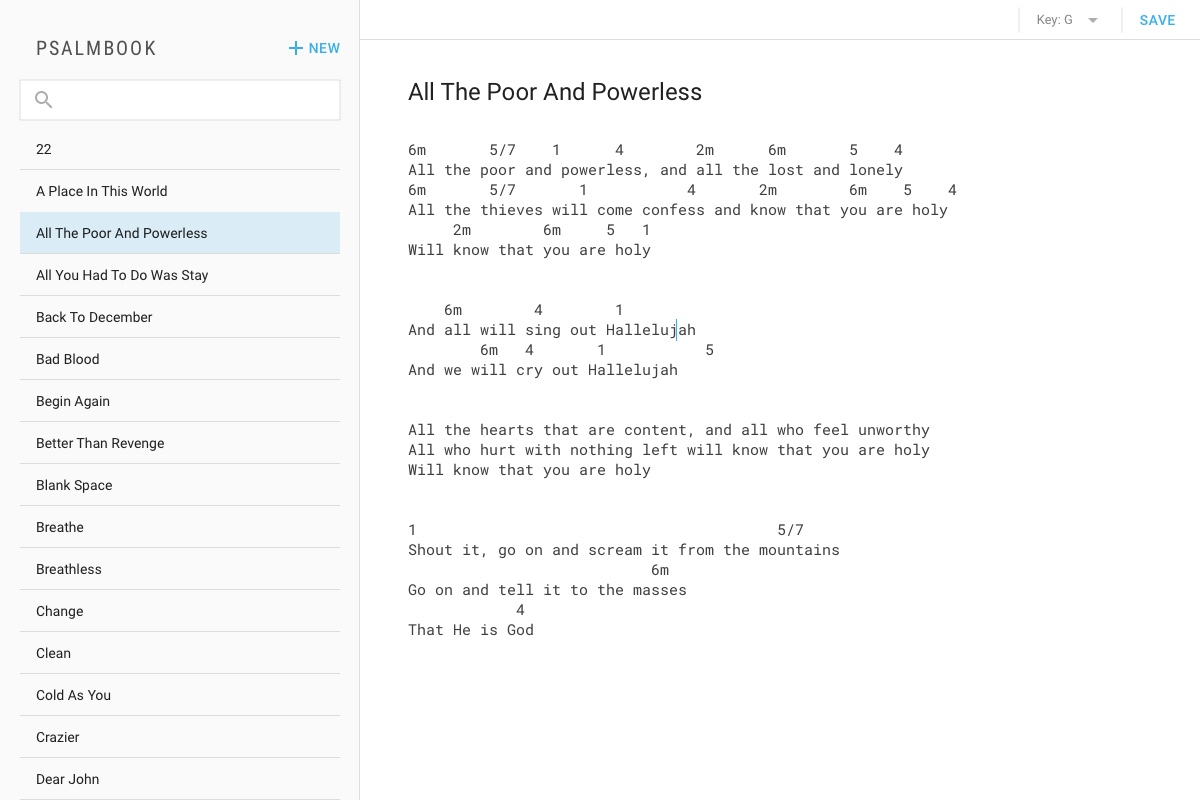 PSALMBOOK
NEW
22
A Place In This World
All The Poor And Powerless
All You Had To Do Was Stay
Back To December
Bad Blood
Begin Again
Better Than Revenge
Blank Space
Breathe
Breathless
Change
Clean
Cold As You
Crazier
Dear John
Key: G
SAVE
All The Poor And Powerless
6m       5/7    1      4        2m      6m       5    4
All the poor and powerless, and all the lost and lonely
6m       5/7       1           4       2m        6m    5    4
All the thieves will come confess and know that you are holy
     2m        6m     5   1
Will know that you are holy
    6m        4        1
And all will sing out Hallelujah
        6m   4       1           5
And we will cry out Hallelujah
All the hearts that are content, and all who feel unworthy
All who hurt with nothing left will know that you are holy
Will know that you are holy
1                                        5/7
Shout it, go on and scream it from the mountains
                           6m
Go on and tell it to the masses
            4
That He is God